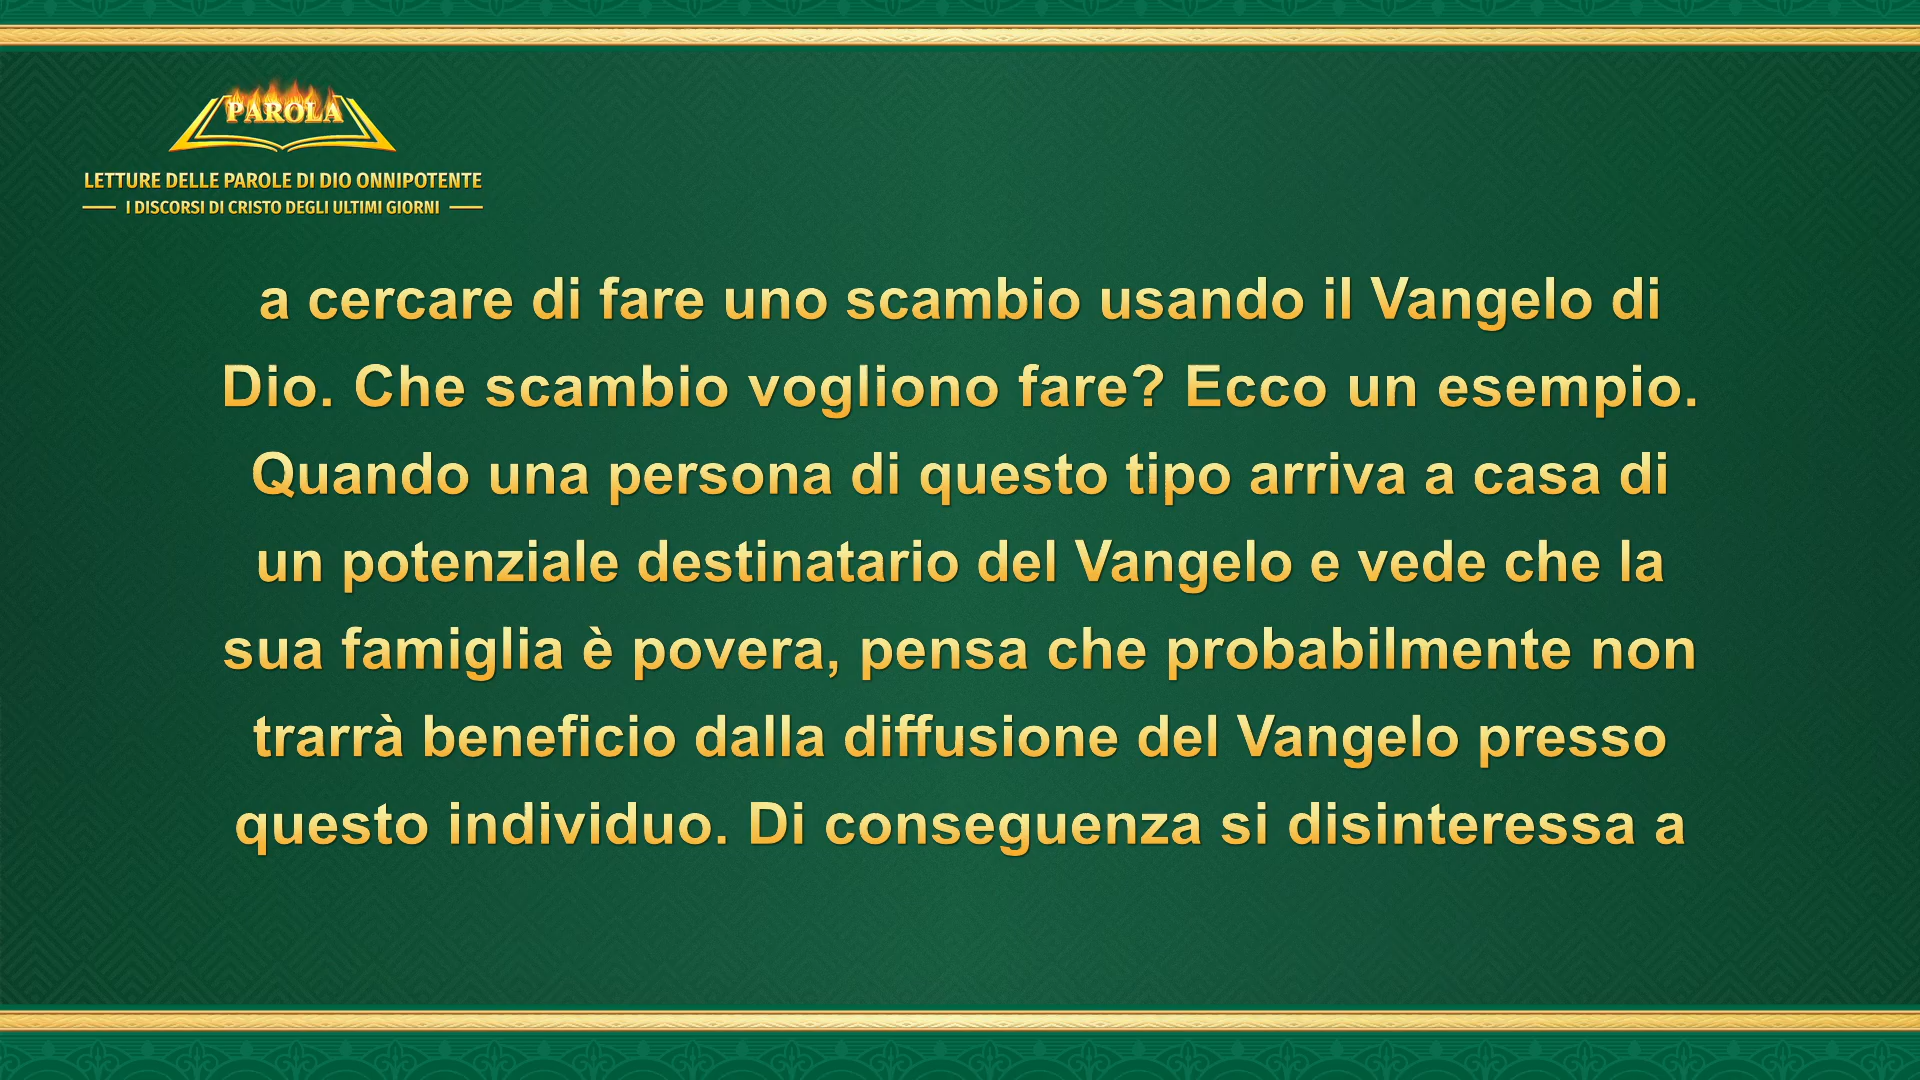 PAROLA
LETTURE DELLE PAROLE DI DIO ONNIPOTENTE
I DISCORSI DI CRISTO DEGLI ULTIMI GIORNI
a cercare di fare uno scambio usando il Vangelo di
Dio. Che scambio vogliono fare? Ecco un esempio.
Quando una persona di questo tipo arriva a casa di
un potenziale destinatario del Vangelo e vede che la
sua famiglia è povera, pensa che probabilmente non
trarrà beneficio dalla diffusione del Vangelo presso
questo individuo. Di conseguenza si disinteressa a